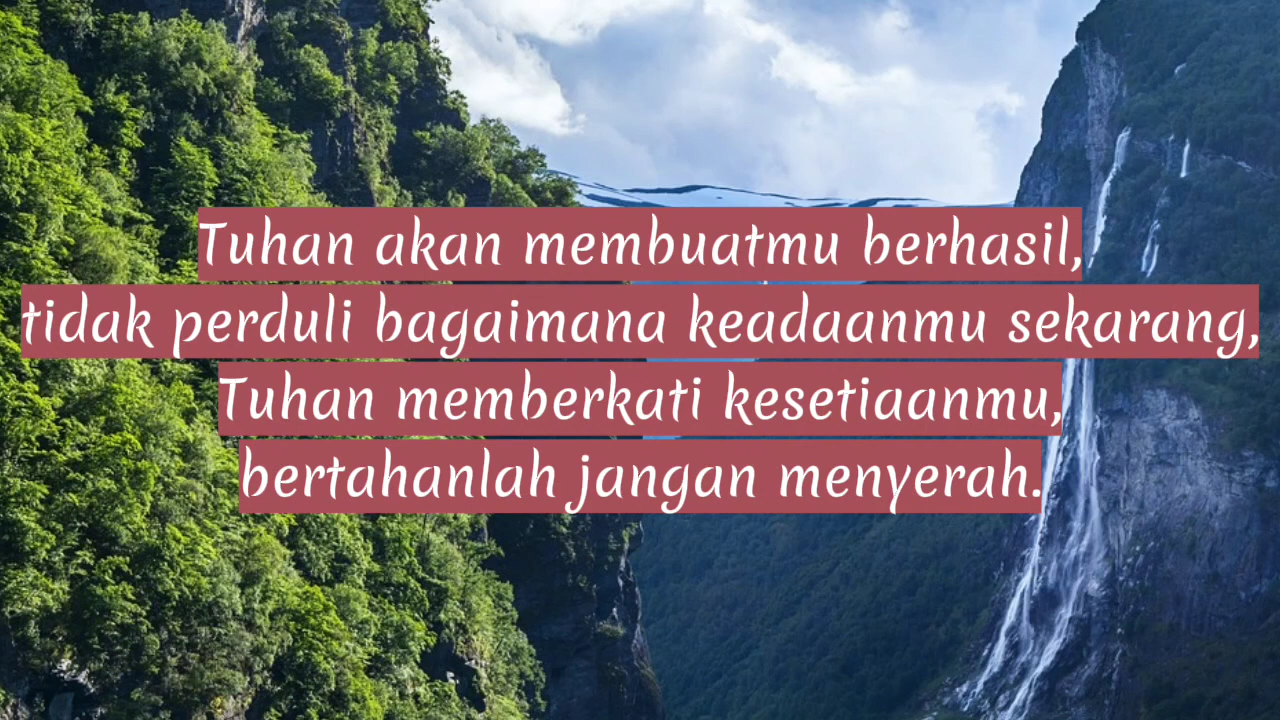 Tuhan akan membuatmu berhasil,
tidak perduli bagaimana keadaanmu sekarang,
Tuhan memberkati kesetiaanmu,
bertahanlah jangan menyerah.